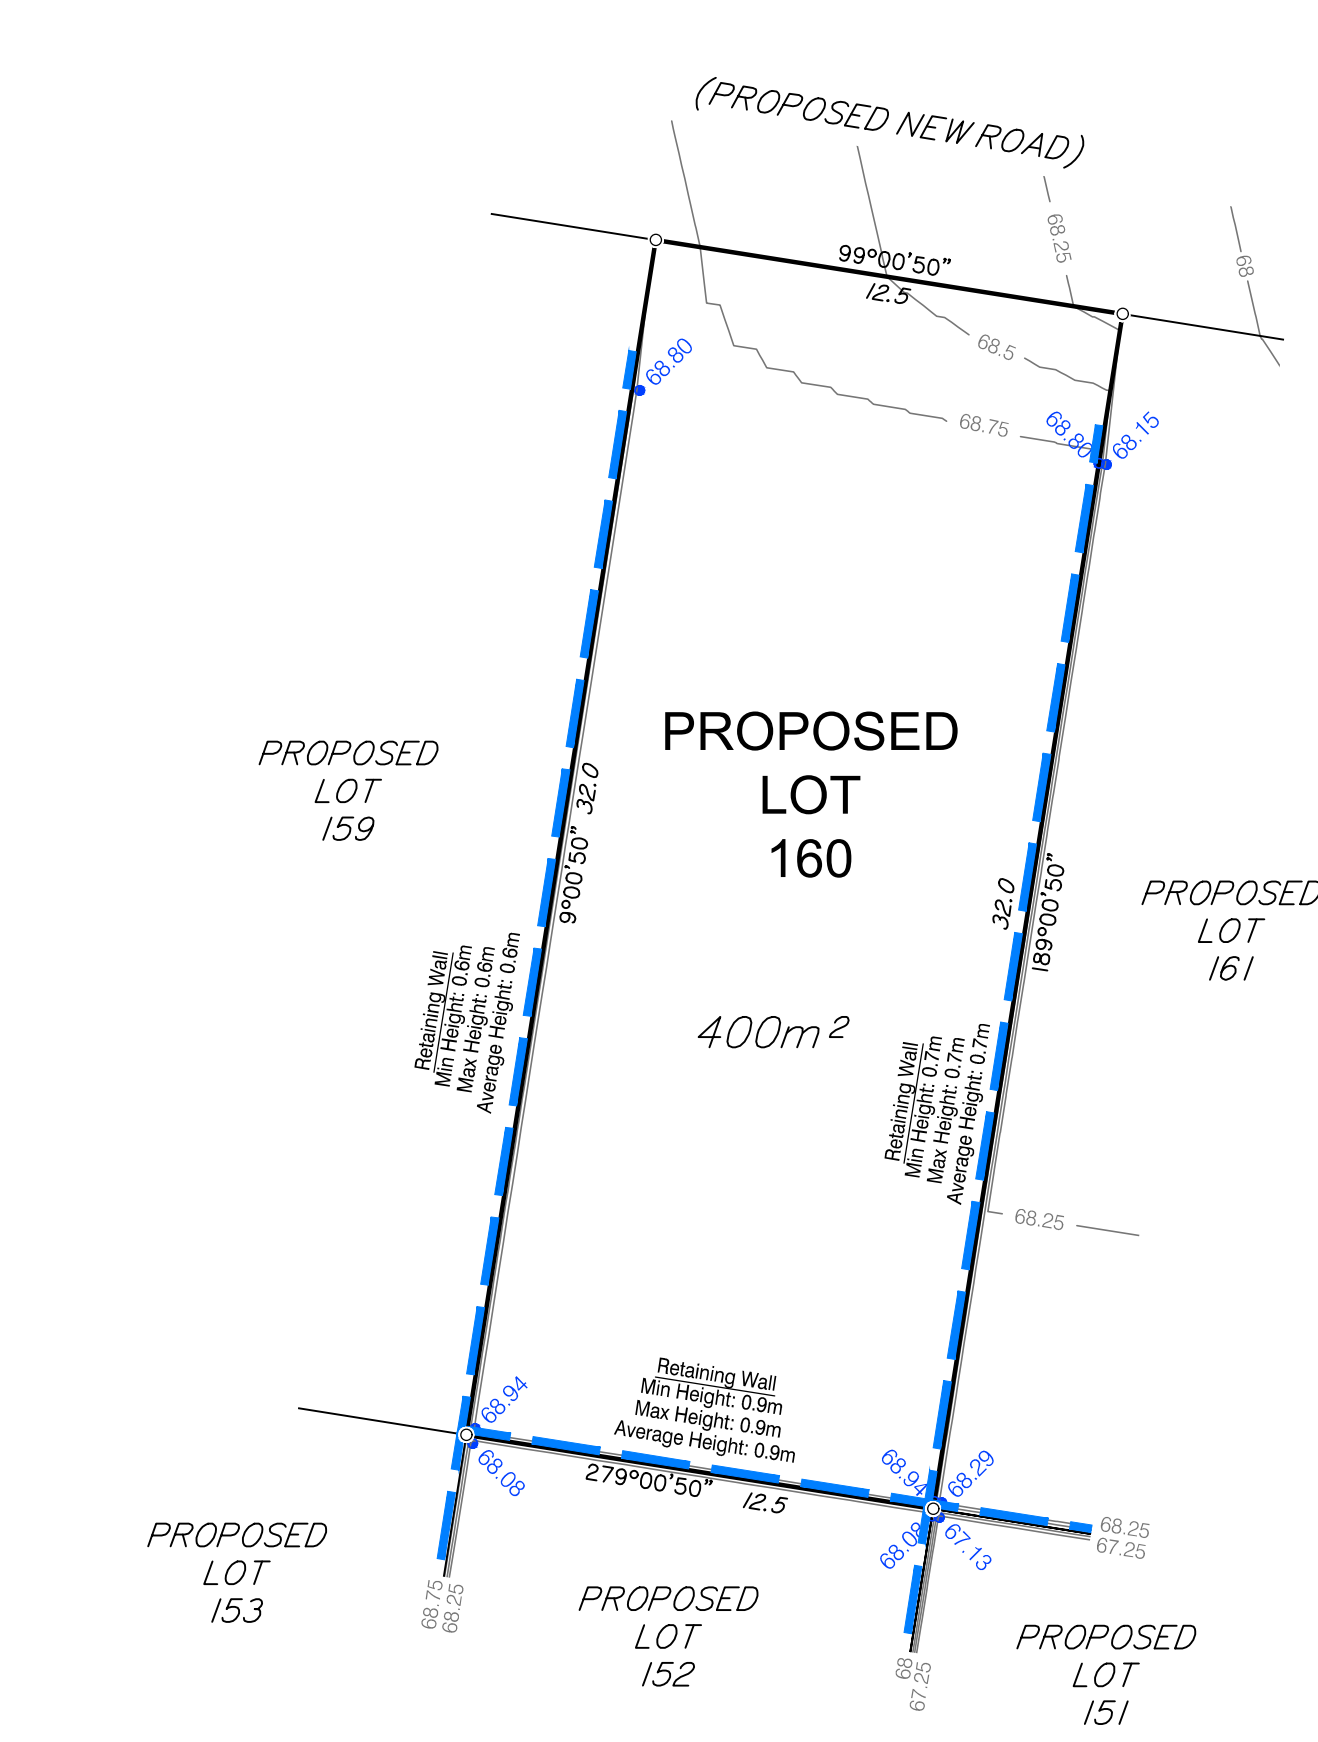 (PROPOSED NEW ROAD)
68.25
68
99°00'50"
12.5
68.5
68.75
68.80
68.80
68.15
PROPOSED
LOT
160
400m²
PROPOSED
LOT
159
9°00'50" 32.0
32.0
189°00'50"
PROPOSED
LOT
161
Retaining Wall
Min Height: 0.6m
Max Height: 0.6m
Average Height: 0.6m
Retaining Wall
Min Height: 0.7m
Max Height: 0.7m
Average Height: 0.7m
68.25
Retaining Wall
Min Height: 0.9m
Max Height: 0.9m
Average Height: 0.9m
68.94
68.08
279°00'50" 12.5
68.94
68.29
68.08
67.13
68.25
67.25
PROPOSED
LOT
153
68.75
68.25
PROPOSED
LOT
152
68
67.25
PROPOSED
LOT
151